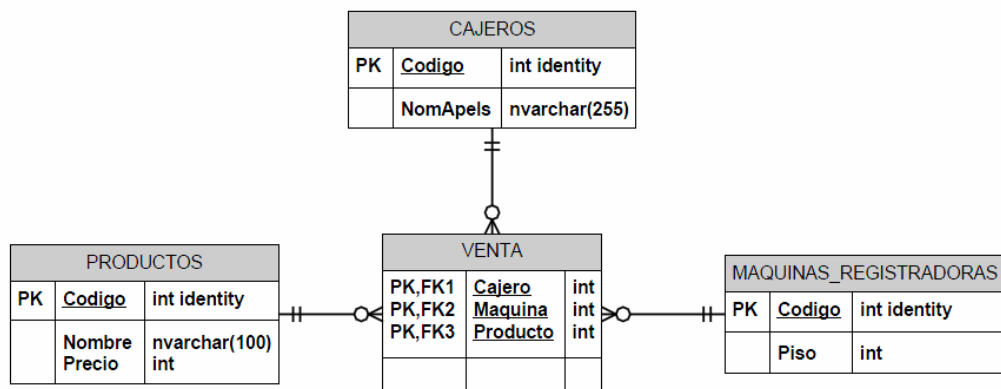 CAJEROS
PK Codigo int identity
NomApels nvarchar(255)
PRODUCTOS
PK Codigo int identity
Nombre nvarchar(100)
Precio int
VENTA
PK,FK1 Cajero int
PK,FK2 Maquina int
PK,FK3 Producto int
MAQUINAS_REGISTRADORAS
PK Codigo int identity
Piso int